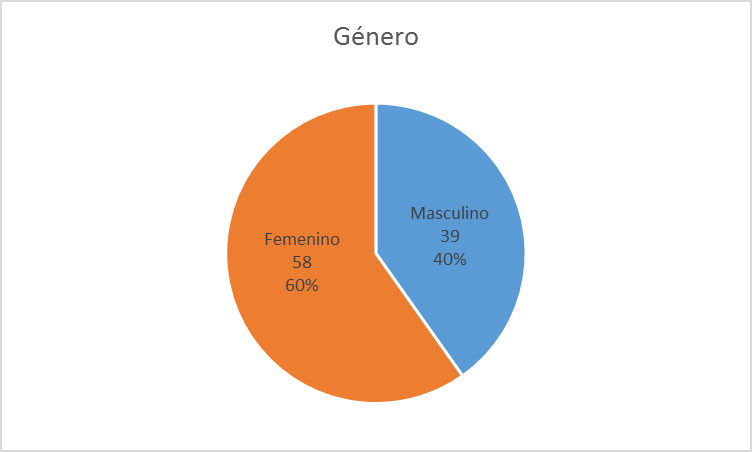 Género
Masculino
39
40%
Femenino
58
60%